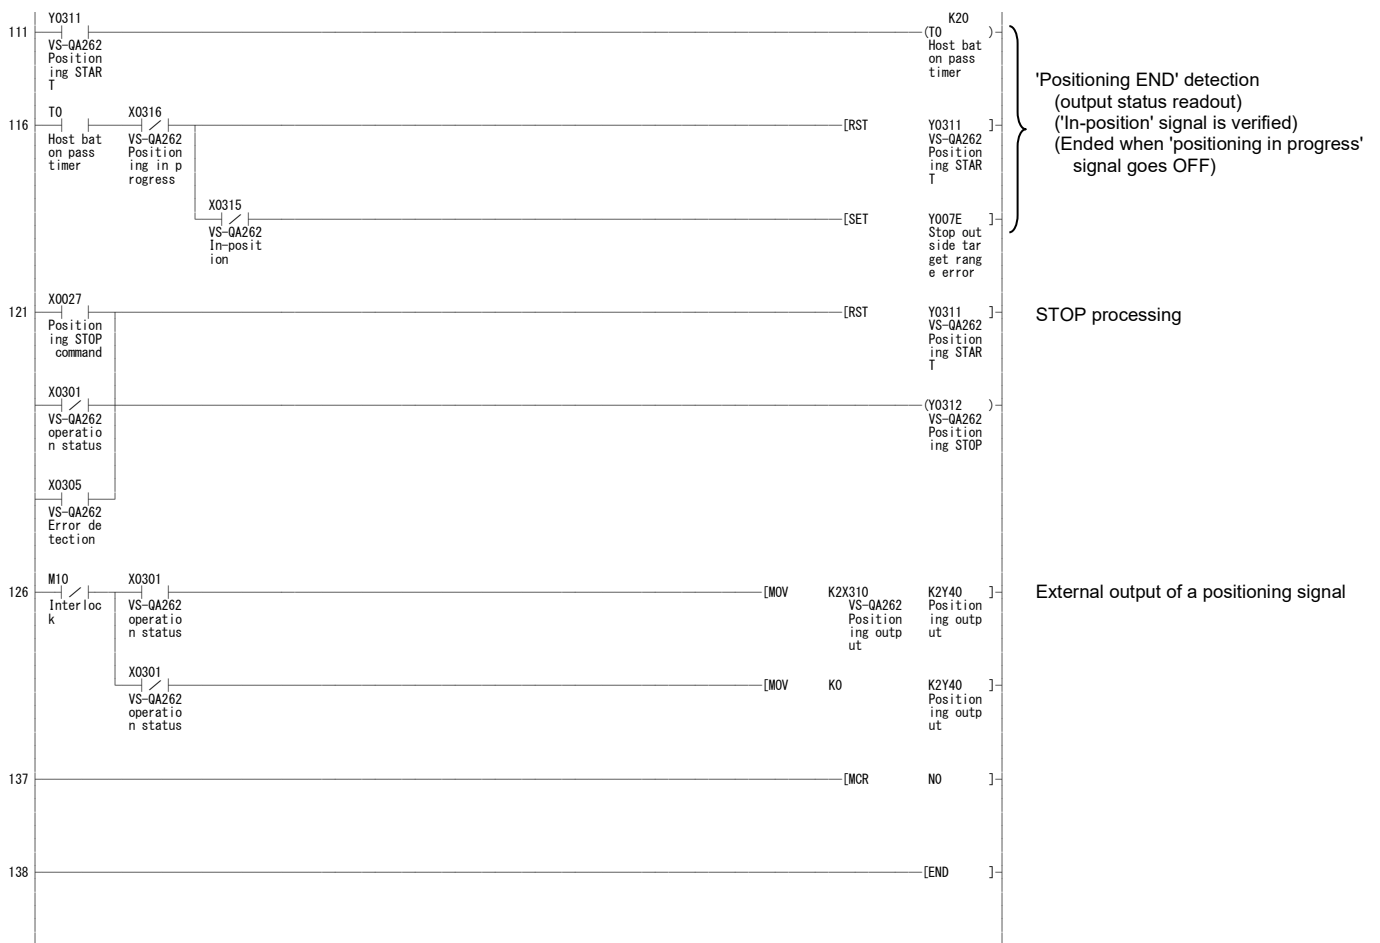 Y0311
K20
111
(T0 )
VS-QA262
Position
ing STAR
T
Host bat
on pass
timer
'Positioning END' detection
(output status readout)
('In-position' signal is verified)
(Ended when 'positioning in progress'
signal goes OFF)
T0
X0316
116
[RST Y0311 ]
Host bat
on pass
timer
VS-QA262
Position
ing in p
rogress
VS-QA262
Position
ing STAR
T
X0315
[SET Y007E ]
VS-QA262
In-posit
ion
Stop out
side tar
get rang
e error
X0027
121
[RST Y0311 ]
STOP processing
Position
ing STOP
command
VS-QA262
Position
ing STAR
T
X0301
(Y0312 )
VS-QA262
operatio
n status
VS-QA262
Position
ing STOP
X0305
VS-QA262
Error de
tection
M10
X0301
126
[MOV K2X310 K2Y40 ]
External output of a positioning signal
Interloc
k
VS-QA262
operatio
n status
VS-QA262
Position
ing outp
ut
Position
ing outp
ut
X0301
[MOV K0 K2Y40 ]
VS-QA262
operatio
n status
Position
ing outp
ut
137
[MCR N0 ]
138
[END ]